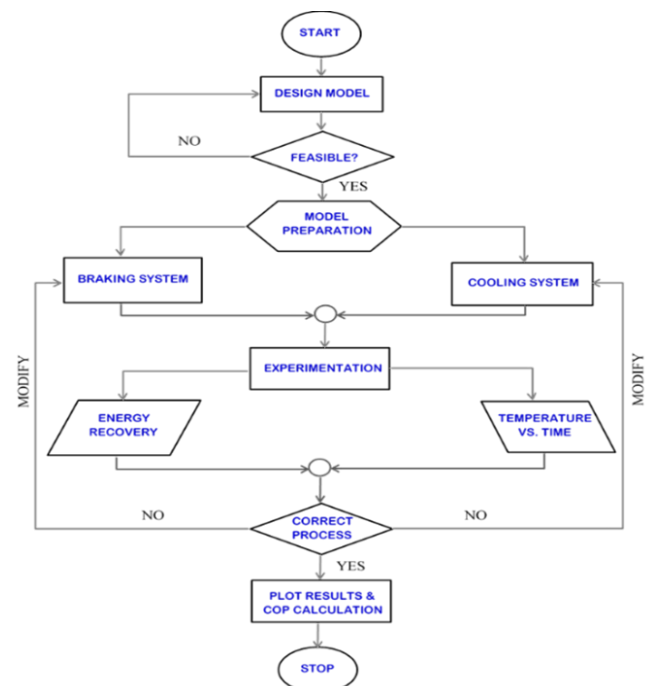 START
DESIGN MODEL
NO
FEASIBLE?
YES
MODEL
PREPARATION
BRAKING SYSTEM
COOLING SYSTEM
MODIFY
MODIFY
EXPERIMENTATION
ENERGY
RECOVERY
TEMPERATURE
VS. TIME
NO
CORRECT
PROCESS
NO
YES
PLOT RESULTS &
COP CALCULATION
STOP